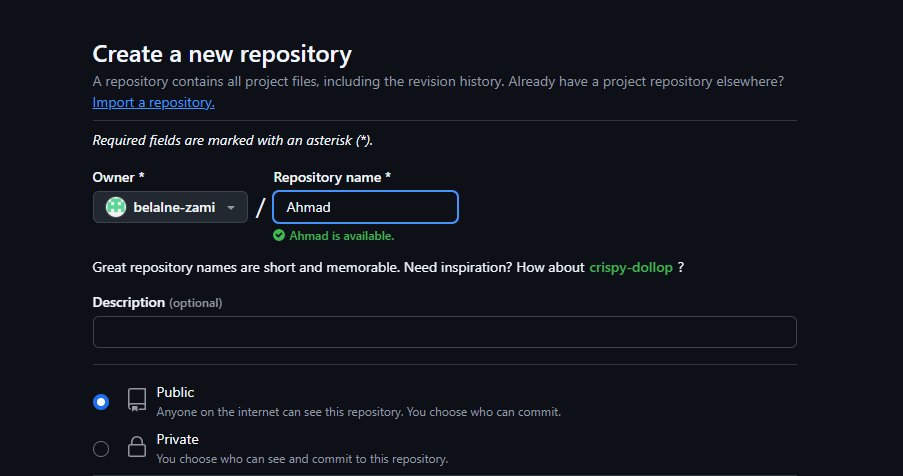 Create a new repository
A repository contains all project files, including the revision history. Already have a project repository elsewhere?
Import a repository.
Required fields are marked with an asterisk (*).
Owner * Repository name *
belalne-zami / Ahmad
Ahmad is available.
Great repository names are short and memorable. Need inspiration? How about crispy-dollop ?
Description (optional)
Public
Anyone on the internet can see this repository. You choose who can commit.
Private
You choose who can see and commit to this repository.